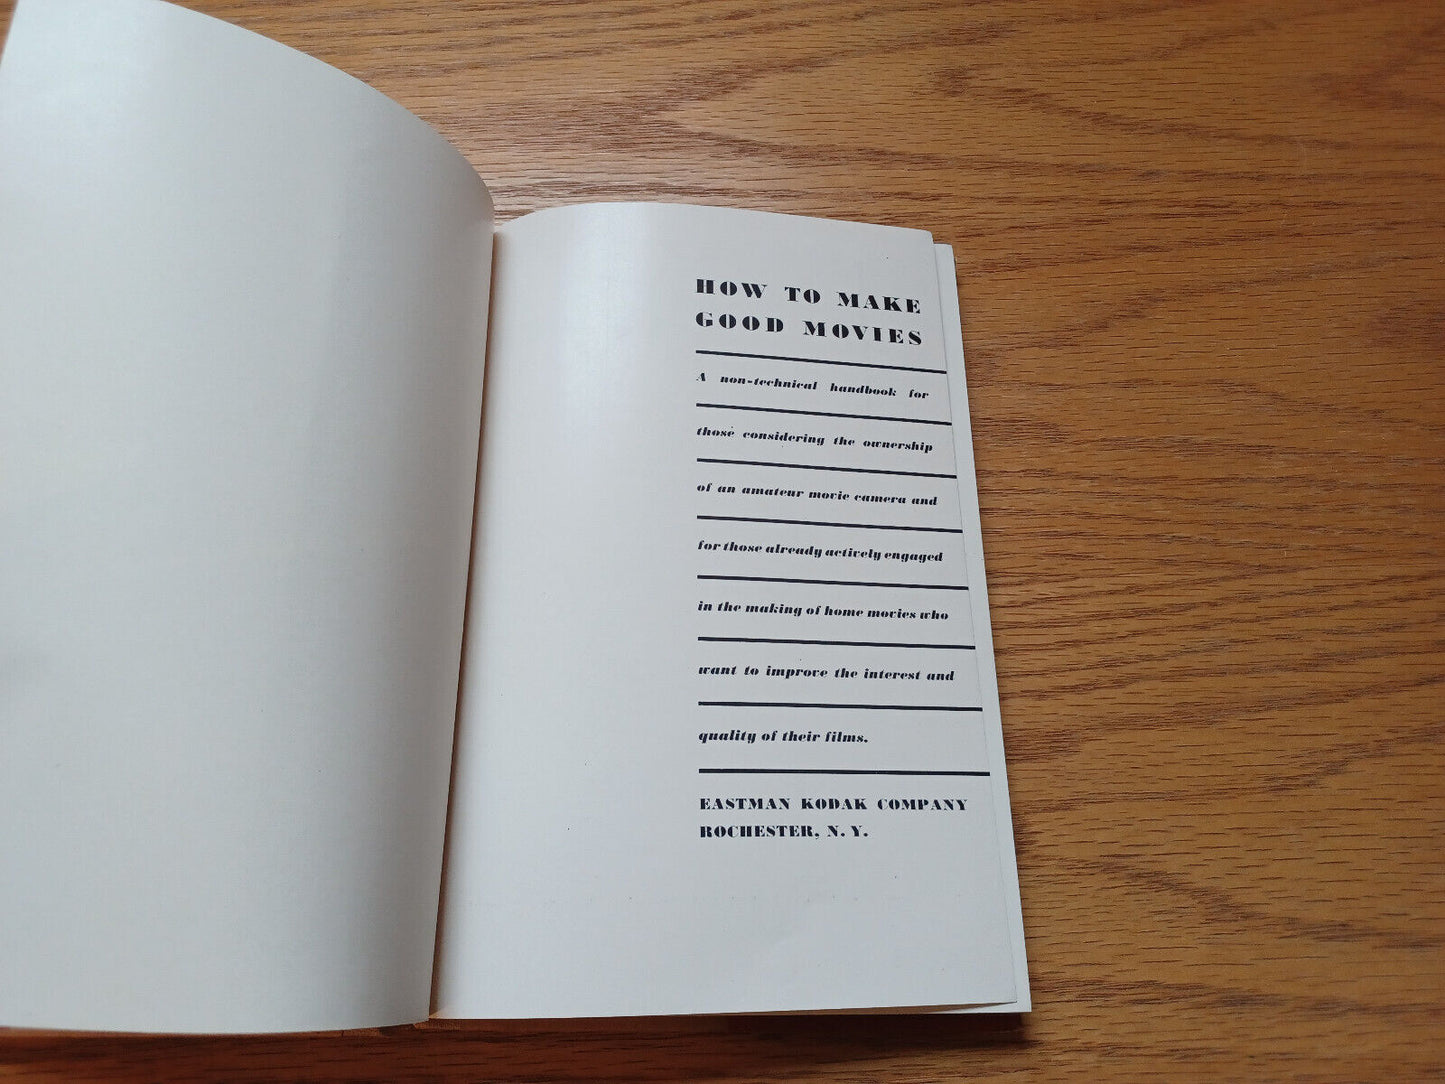 HOW TO MAKE
GOOD MOVIES
A non-technical handbook for
those considering the ownership
of an amateur movie camera and
for those already actively engaged
in the making of home movies who
want to improve the interest and
quality of their films.
EASTMAN KODAK COMPANY
ROCHESTER, N. Y.